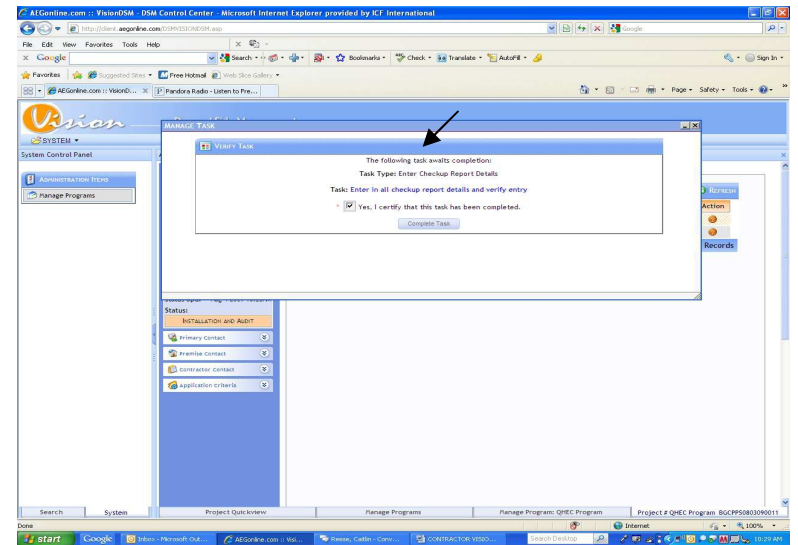 AEGonline.com :: VisionDSM - DSM Control Center - Microsoft Internet Explorer provided by ICF International
http://client.aegonline.com/DSMVISIONDSM.asp
Google
File Edit View Favorites Tools Help
Google Search Bookmarks Check Translate AutoFill Sign In
Favorites Suggested Sites Free Hotmail Web Slice Gallery
AEGonline.com :: VisionD... Pandora Radio - Listen to Fre... Page Safety Tools
Vision
SYSTEM
System Control Panel
ADMINISTRATION ITEMS
Manage Programs
MANAGE TASK
VERIFY TASK
The following task awaits completion:
Task Type: Enter Checkup Report Details
Task: Enter in all checkup report details and verify entry
* Yes, I certify that this task has been completed.
Complete Task
REFRESH
Action
Records
Status:
INSTALLATION AND AUDIT
Primary Contact
Premise Contact
Contractor Contact
Application Criteria
Search System Project Quickview Manage Programs Manage Program: QHEC Program Project # QHEC Program BGCPPS0803090011
Done Internet 100%
start Google Inbox - Microsoft Out... AEGonline.com :: Visi... Reese, Caitlin - Conv... CONTRACTOR VISIO... Search Desktop 10:29 AM